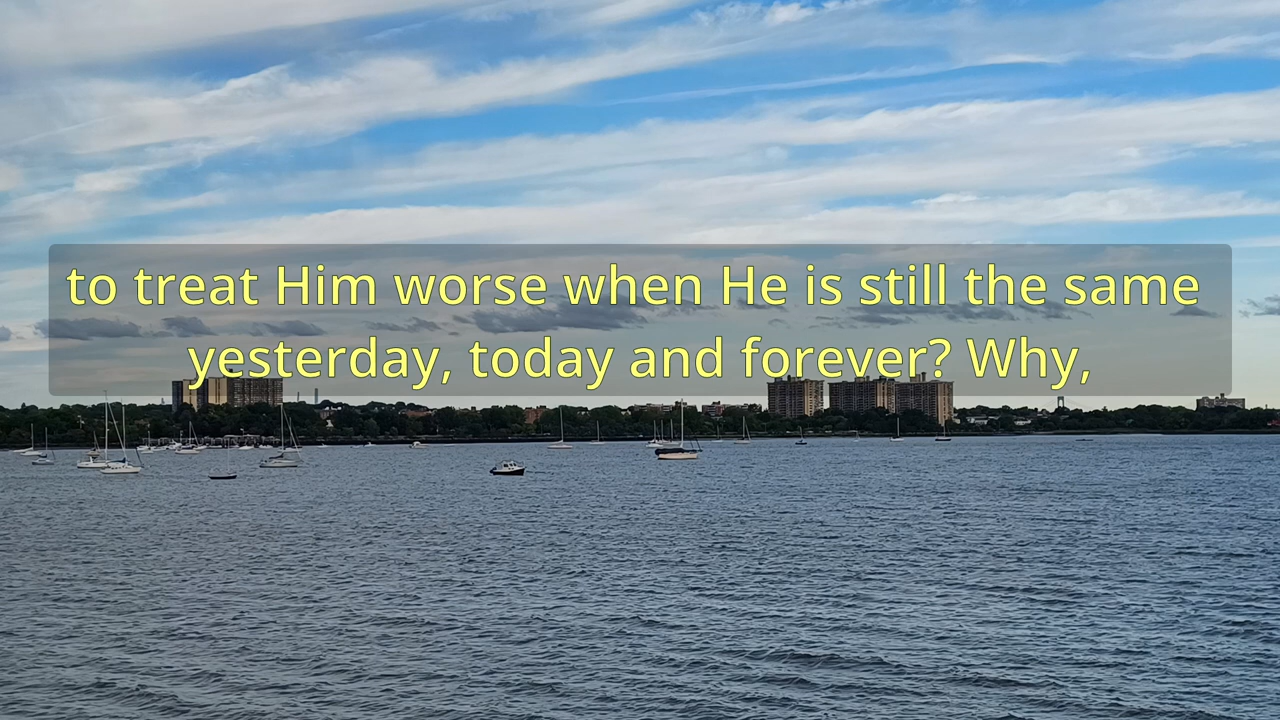 to treat Him worse when He is still the same
yesterday, today and forever? Why,